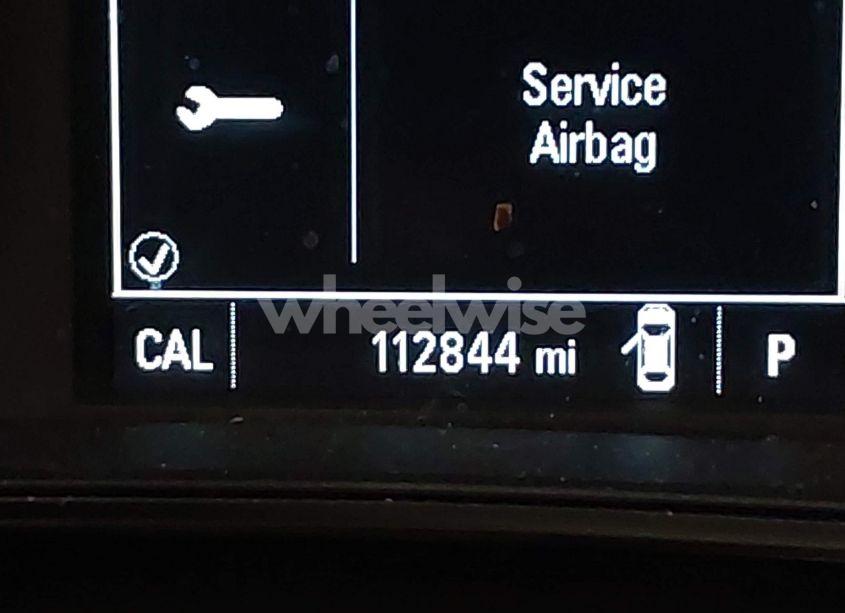 Service
Airbag
wheelwise
CAL 112844 mi P